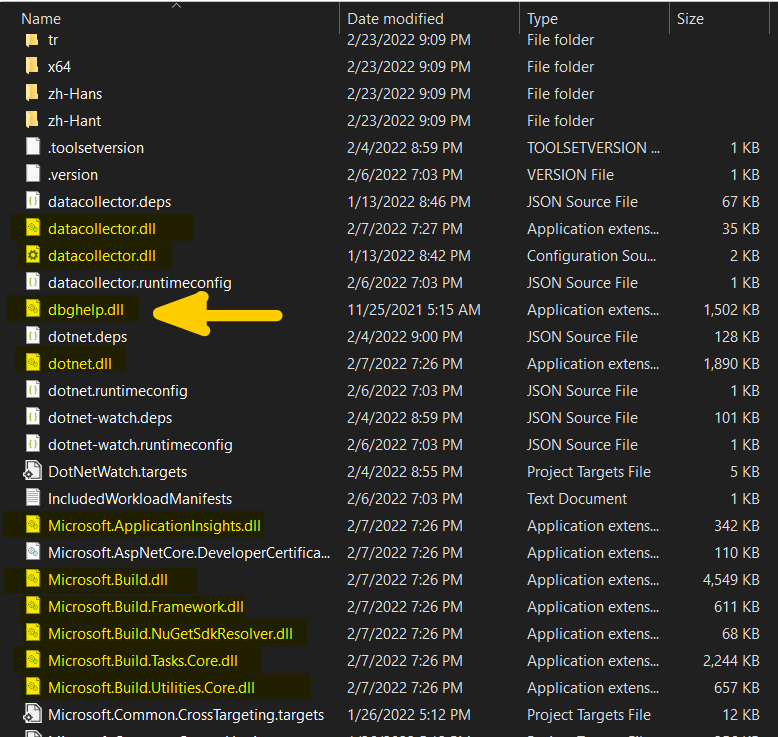 Name Date modified Type Size
tr 2/23/2022 9:09 PM File folder
x64 2/23/2022 9:09 PM File folder
zh-Hans 2/23/2022 9:09 PM File folder
zh-Hant 2/23/2022 9:09 PM File folder
.toolsetversion 2/4/2022 8:59 PM TOOLSETVERSION ... 1 KB
.version 2/6/2022 7:03 PM VERSION File 1 KB
datacollector.deps 1/13/2022 8:46 PM JSON Source File 67 KB
datacollector.dll 2/7/2022 7:27 PM Application extens... 35 KB
datacollector.dll 1/13/2022 8:42 PM Configuration Sou... 2 KB
datacollector.runtimeconfig 2/6/2022 7:03 PM JSON Source File 1 KB
dbghelp.dll 11/25/2021 5:15 AM Application extens... 1,502 KB
dotnet.deps 2/4/2022 9:00 PM JSON Source File 128 KB
dotnet.dll 2/7/2022 7:26 PM Application extens... 1,890 KB
dotnet.runtimeconfig 2/6/2022 7:03 PM JSON Source File 1 KB
dotnet-watch.deps 2/4/2022 8:59 PM JSON Source File 101 KB
dotnet-watch.runtimeconfig 2/6/2022 7:03 PM JSON Source File 1 KB
DotNetWatch.targets 2/4/2022 8:55 PM Project Targets File 5 KB
IncludedWorkloadManifests 2/6/2022 7:03 PM Text Document 1 KB
Microsoft.ApplicationInsights.dll 2/7/2022 7:26 PM Application extens... 342 KB
Microsoft.AspNetCore.DeveloperCertifica... 2/7/2022 7:26 PM Application extens... 110 KB
Microsoft.Build.dll 2/7/2022 7:26 PM Application extens... 4,549 KB
Microsoft.Build.Framework.dll 2/7/2022 7:26 PM Application extens... 611 KB
Microsoft.Build.NuGetSdkResolver.dll 2/7/2022 7:26 PM Application extens... 68 KB
Microsoft.Build.Tasks.Core.dll 2/7/2022 7:26 PM Application extens... 2,244 KB
Microsoft.Build.Utilities.Core.dll 2/7/2022 7:26 PM Application extens... 657 KB
Microsoft.Common.CrossTargeting.targets 1/26/2022 5:12 PM Project Targets File 12 KB